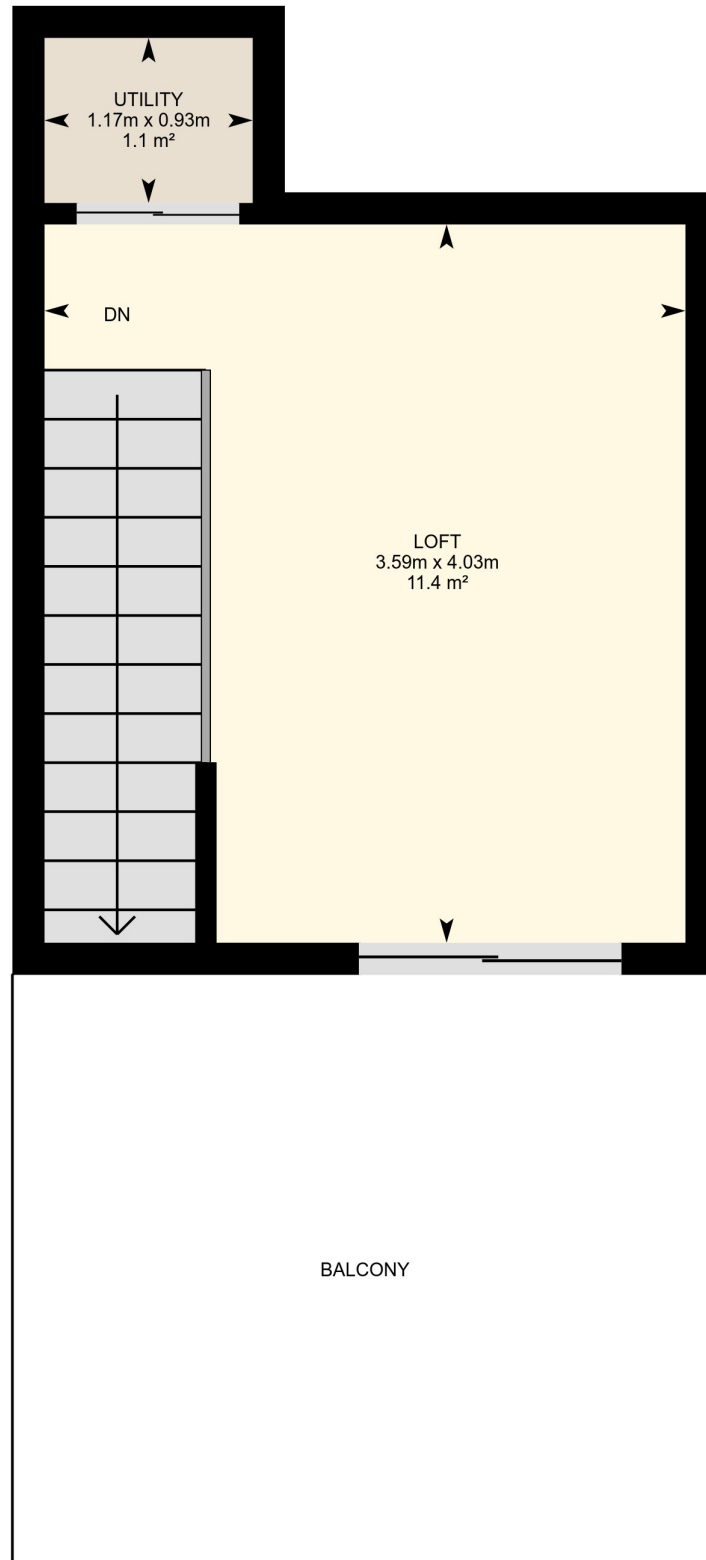 UTILITY
1.17m x 0.93m
1.1 m²
DN
LOFT
3.59m x 4.03m
11.4 m²
BALCONY